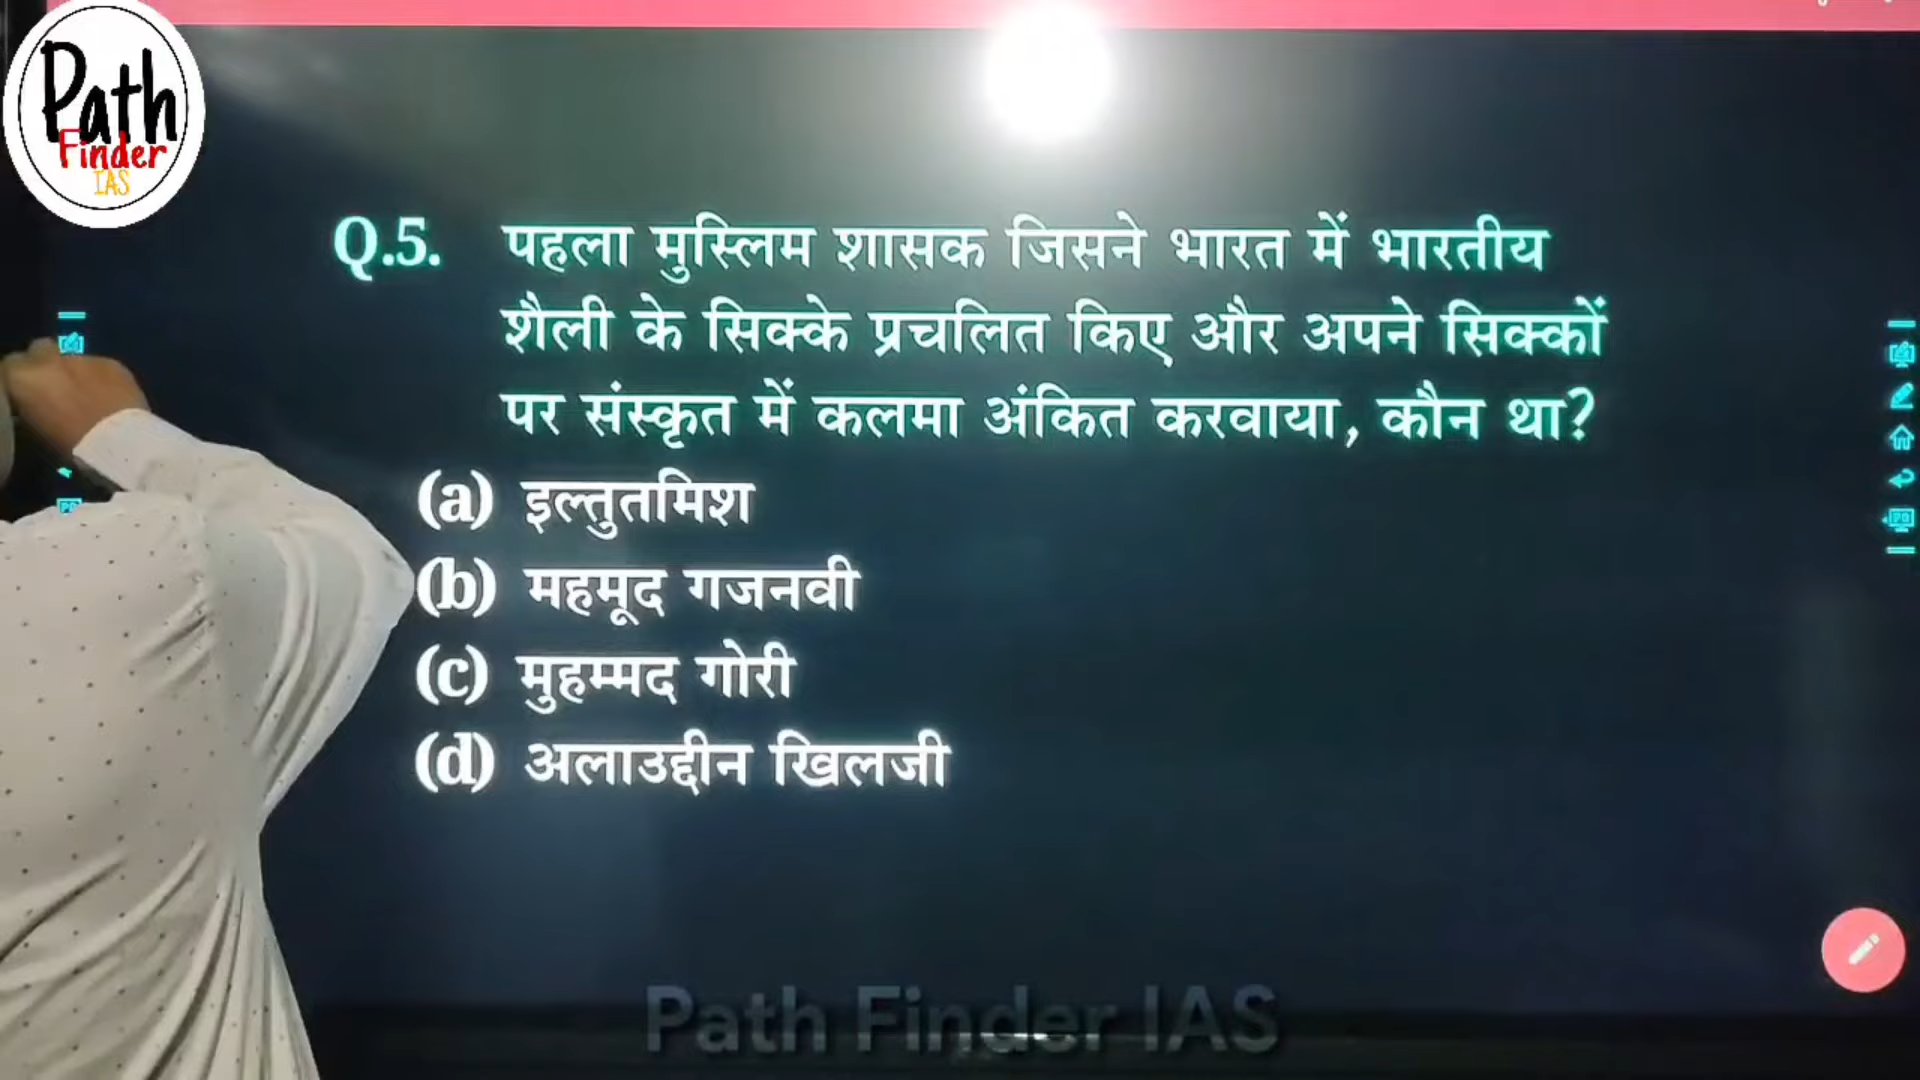 Path
Finder
IAS
Q.5. पहला मुस्लिम शासक जिसने भारत में भारतीय
शैली के सिक्के प्रचलित किए और अपने सिक्कों
पर संस्कृत में कलमा अंकित करवाया, कौन था?
(a) इल्तुतमिश
(b) महमूद गजनवी
(c) मुहम्मद गोरी
(d) अलाउद्दीन खिलजी
Path Finder IAS